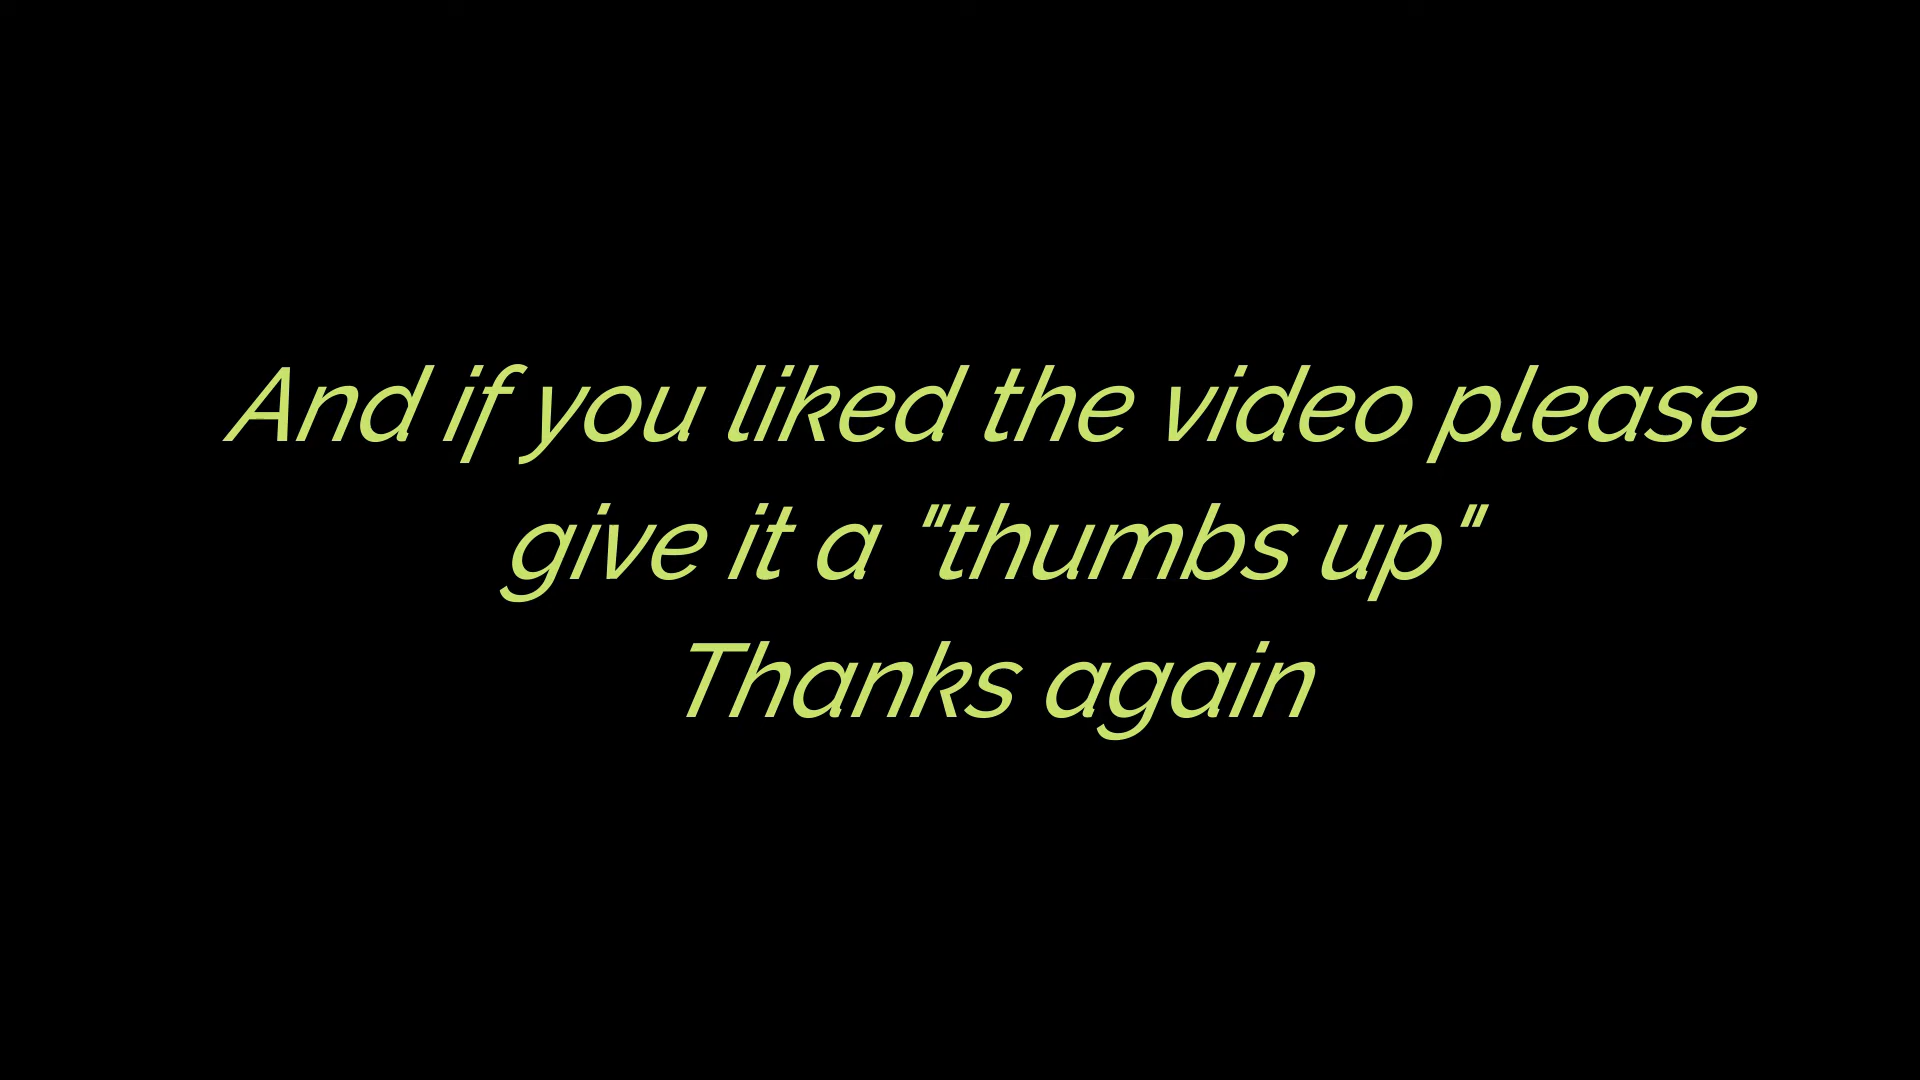 And if you liked the video please
give it a "thumbs up"
Thanks again